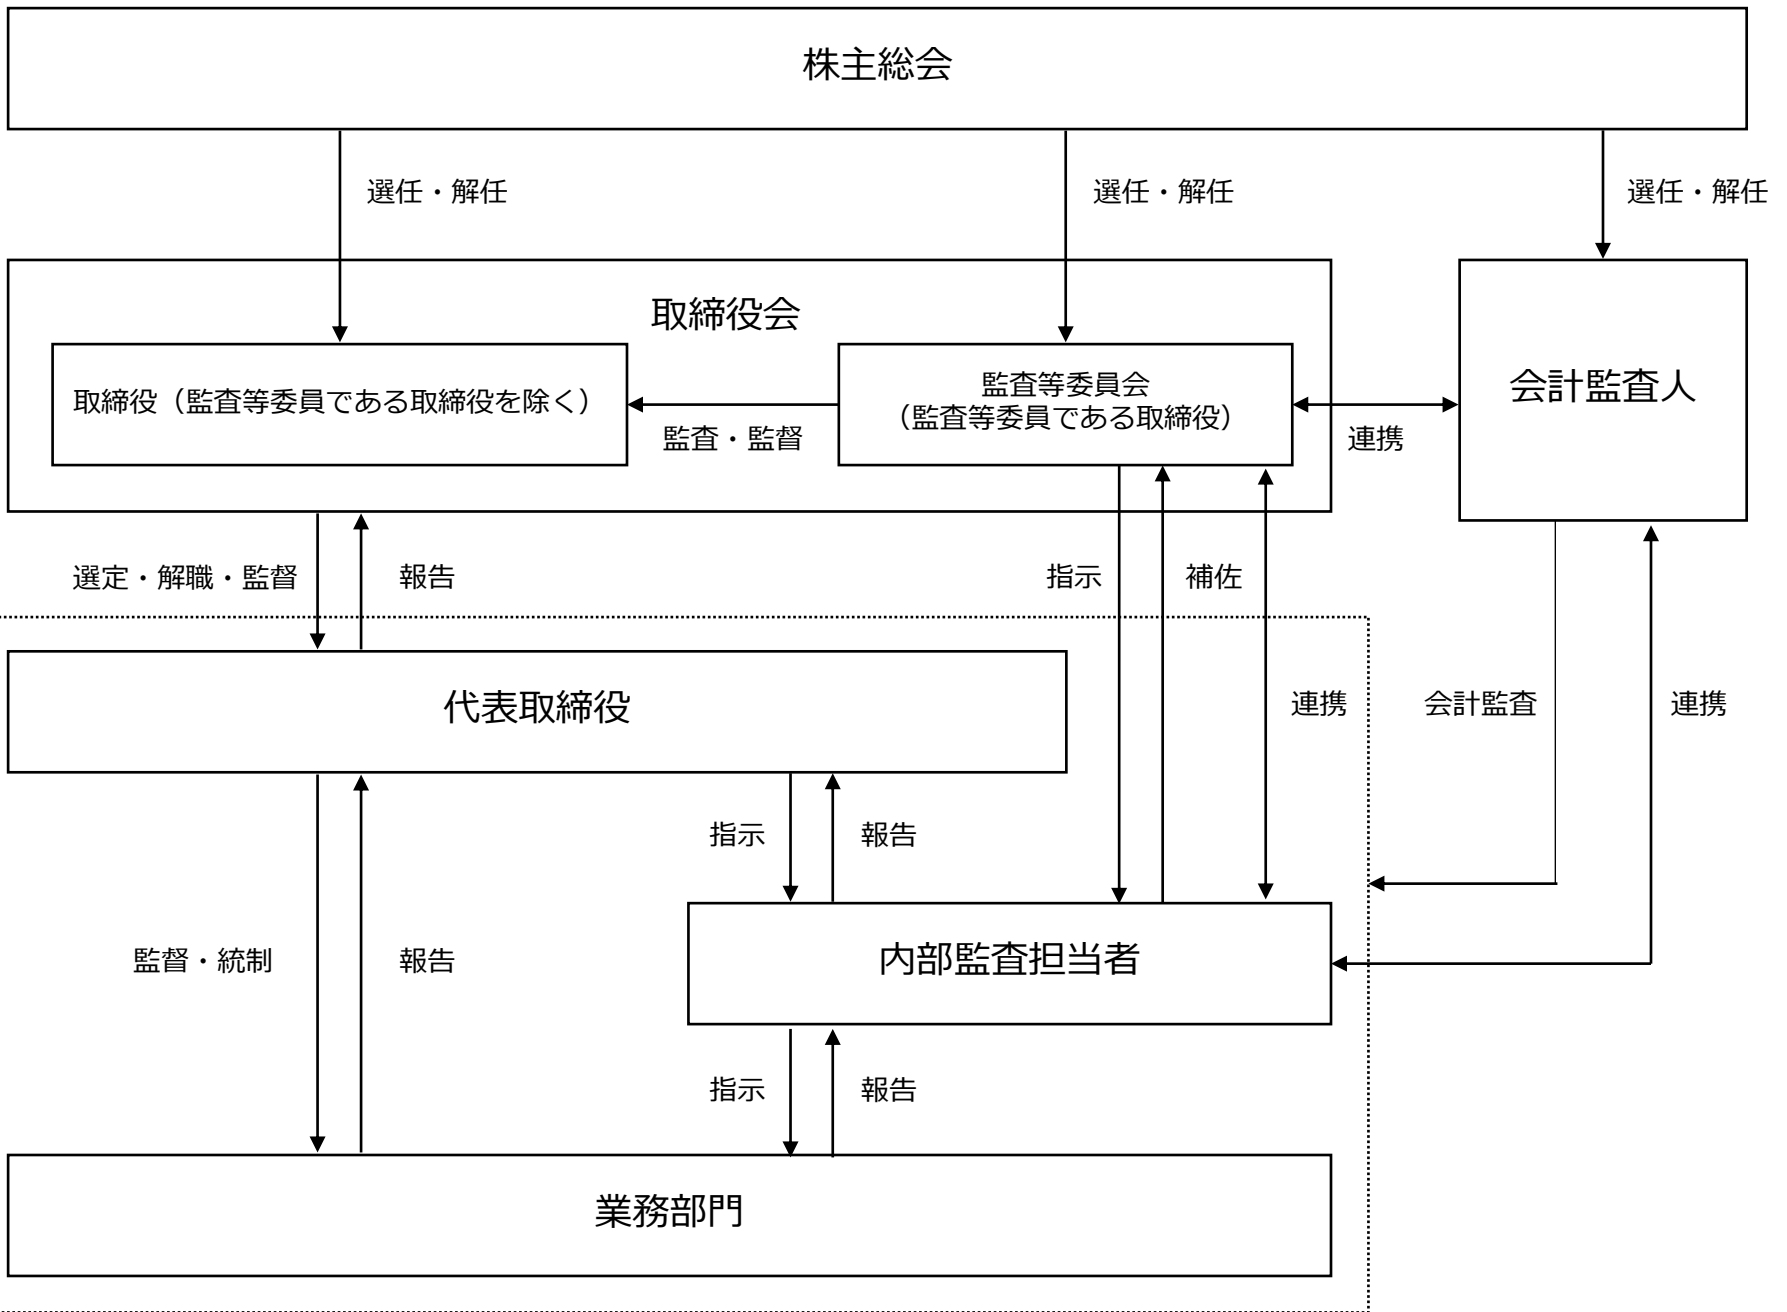 株主総会
選任・解任
選任・解任
選任・解任
取締役会
取締役（監査等委員である取締役を除く）
監査・監督
監査等委員会
（監査等委員である取締役）
連携
会計監査人
選定・解職・監督
報告
指示
補佐
代表取締役
連携
会計監査
連携
指示
報告
監督・統制
報告
内部監査担当者
指示
報告
業務部門